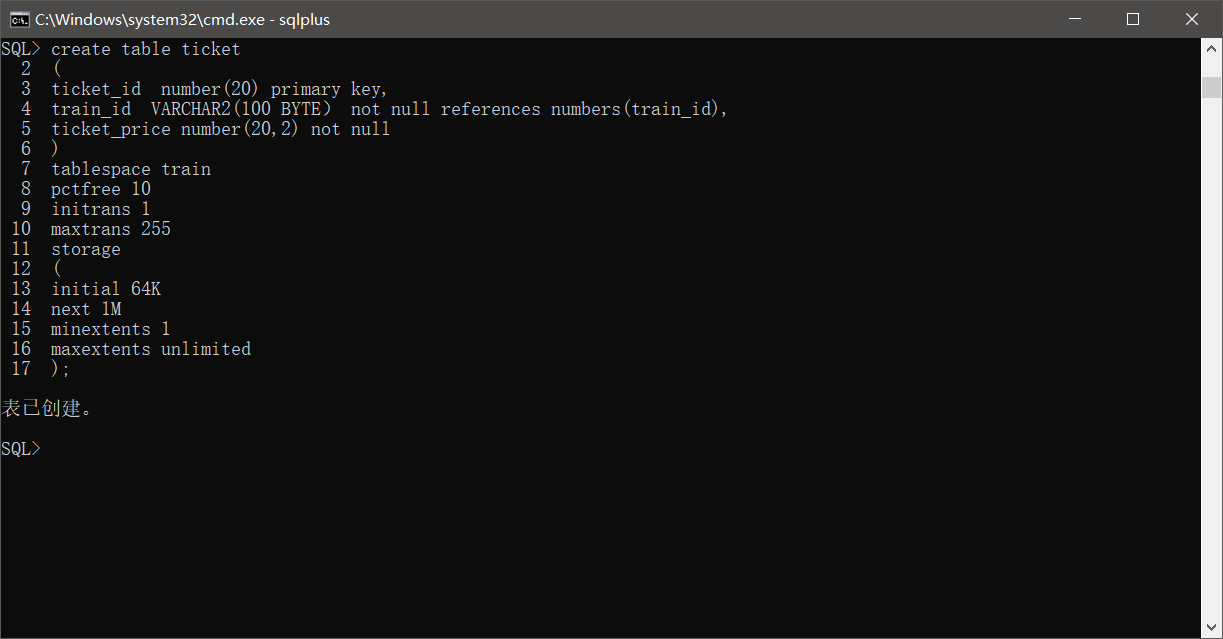 C:\Windows\system32\cmd.exe - sqlplus
SQL> create table ticket
2 (
3 ticket_id  number(20) primary key,
4 train_id  VARCHAR2(100 BYTE） not null references numbers(train_id),
5 ticket_price number(20,2) not null
6 )
7 tablespace train
8 pctfree 10
9 initrans 1
10 maxtrans 255
11 storage
12 (
13 initial 64K
14 next 1M
15 minextents 1
16 maxextents unlimited
17 );
表已创建。
SQL>